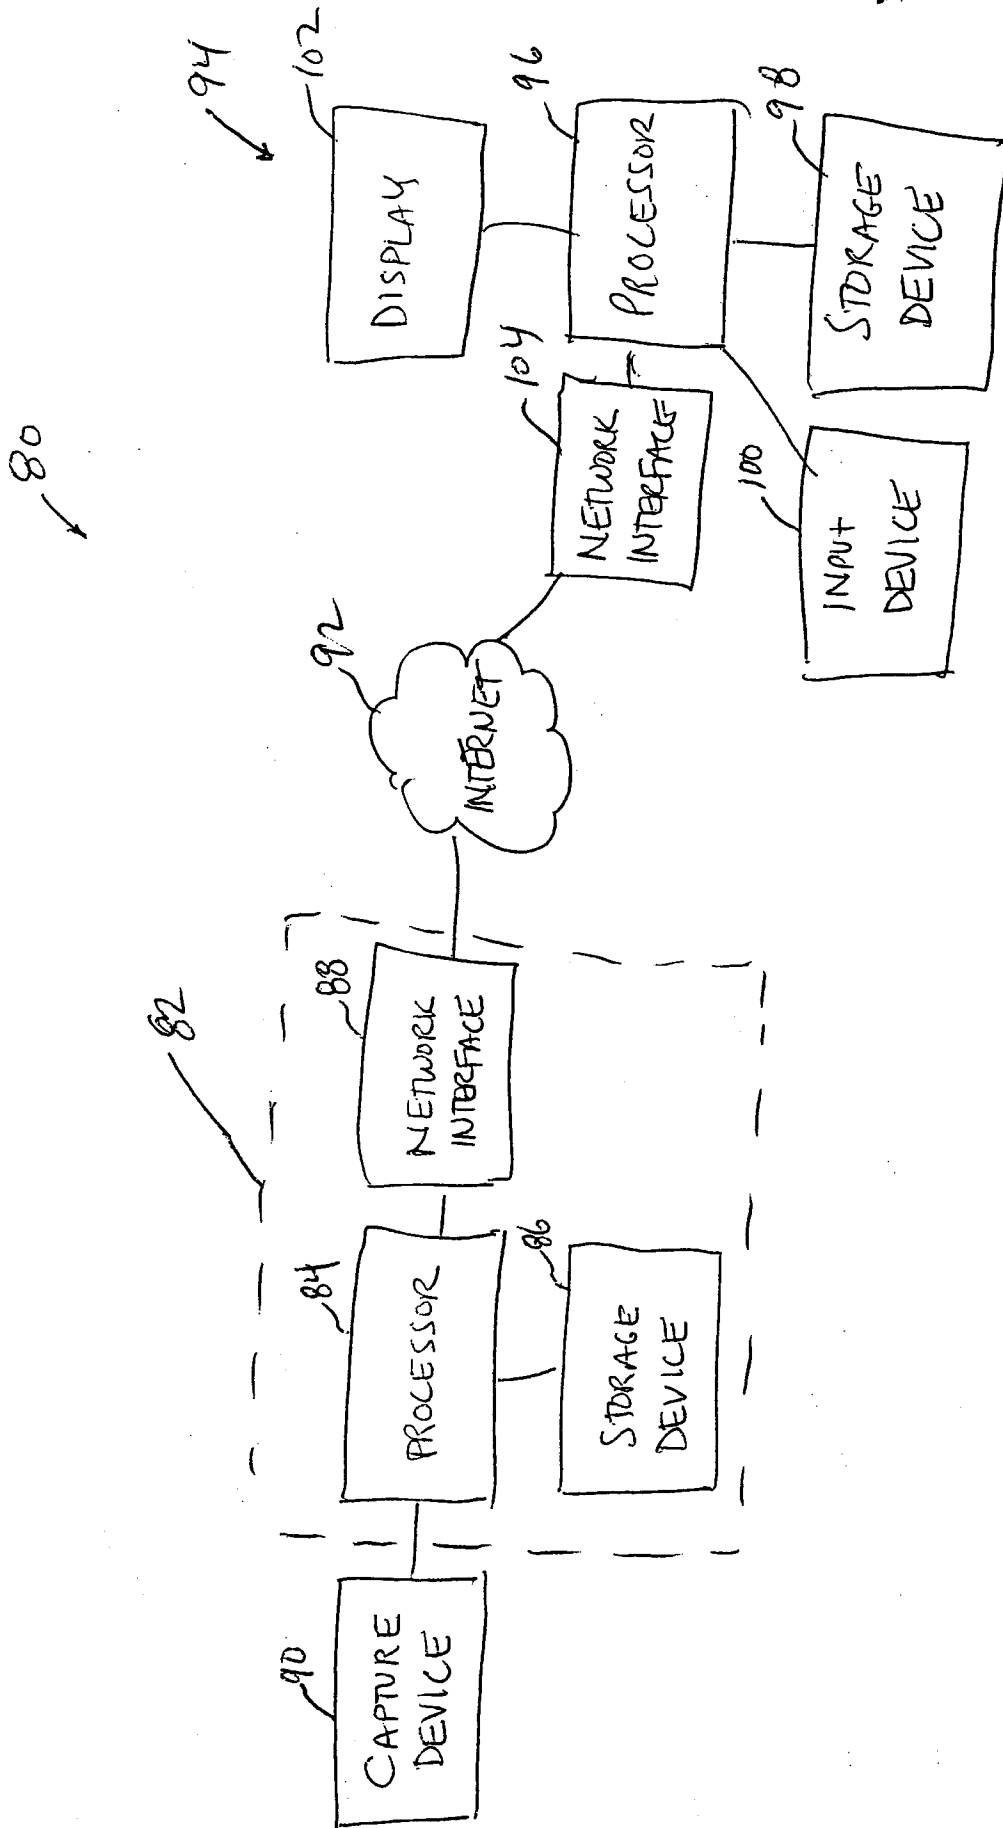 80
94
82
92
102
DISPLAY
104
96
NETWORK
INTERFACE
PROCESSOR
88
NETWORK
INTERFACE
INTERNET
84
PROCESSOR
90
CAPTURE
DEVICE
86
STORAGE
DEVICE
100
INPUT
DEVICE
98
STORAGE
DEVICE